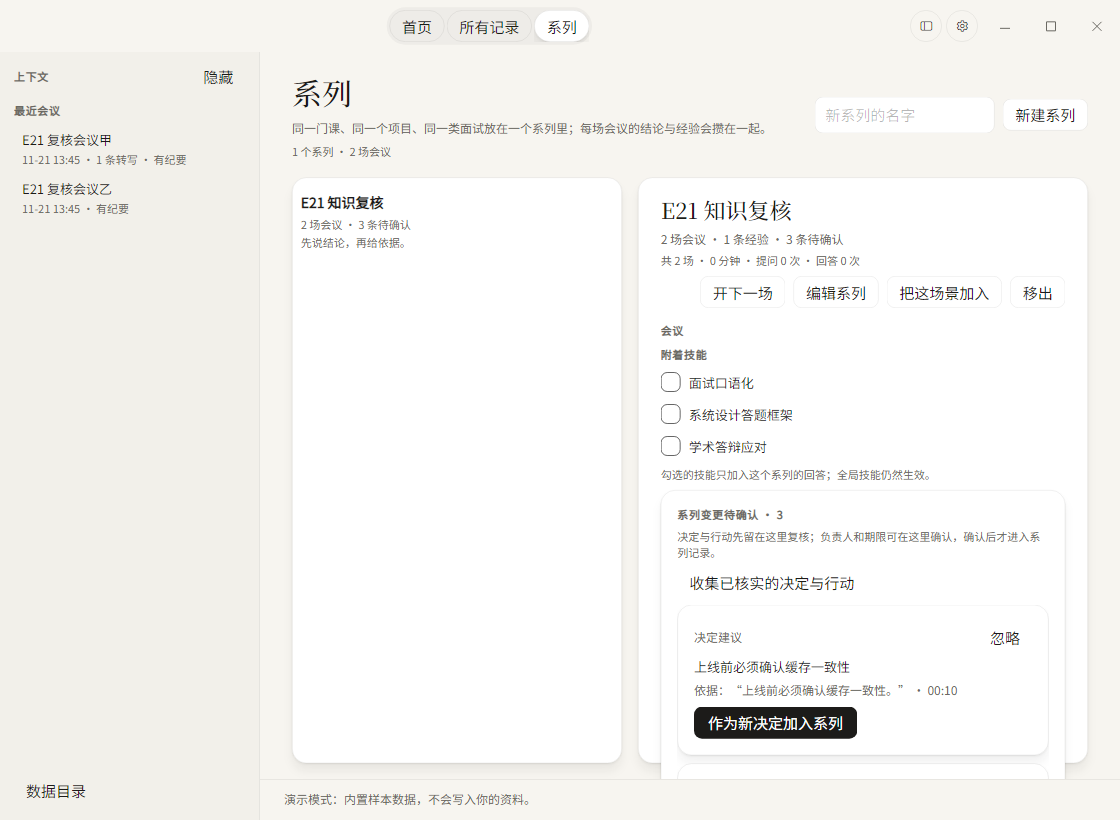 首页 所有记录 系列
上下文 隐藏
最近会议
E21 复核会议甲
11-21 13:45 · 1 条转写 · 有纪要
E21 复核会议乙
11-21 13:45 · 有纪要
数据目录
系列
同一门课、同一个项目、同一类面试放在一个系列里；每场会议的结论与经验会攒在一起。
1 个系列 · 2 场会议
新系列的名字 新建系列
E21 知识复核
2 场会议 · 3 条待确认
先说结论，再给依据。
E21 知识复核
2 场会议 · 1 条经验 · 3 条待确认
共 2 场 · 0 分钟 · 提问 0 次 · 回答 0 次
开下一场 编辑系列 把这场景加入 移出
会议
附着技能
面试口语化
系统设计答题框架
学术答辩应对
勾选的技能只加入这个系列的回答；全局技能仍然生效。
系列变更待确认 · 3
决定与行动先留在这里复核；负责人和期限可在这里确认，确认后才进入系
列记录。
收集已核实的决定与行动
决定建议 忽略
上线前必须确认缓存一致性
依据：“上线前必须确认缓存一致性。” · 00:10
作为新决定加入系列
演示模式：内置样本数据，不会写入你的资料。